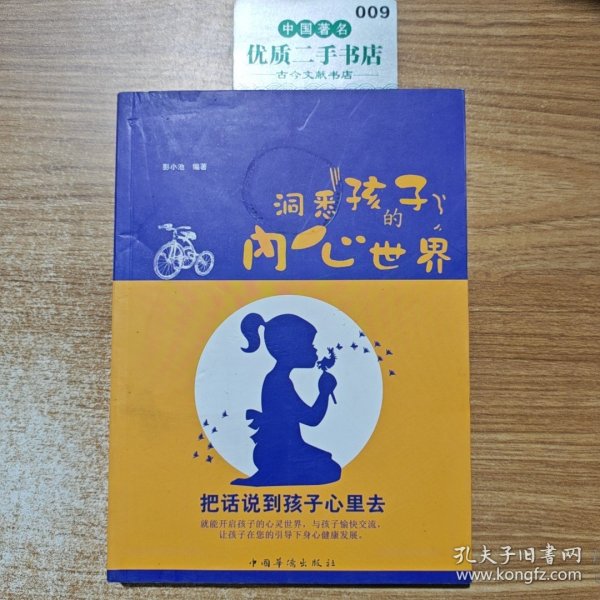 009
中国著名
优质二手书店
古今文献书店
彭小池 编著
洞悉孩子的
内心世界
把话说到孩子心里去
就能开启孩子的心灵世界，与孩子愉快交流，
让孩子在您的引导下身心健康发展。
中国华侨出版社
孔夫子旧书网
www.kongfz.com